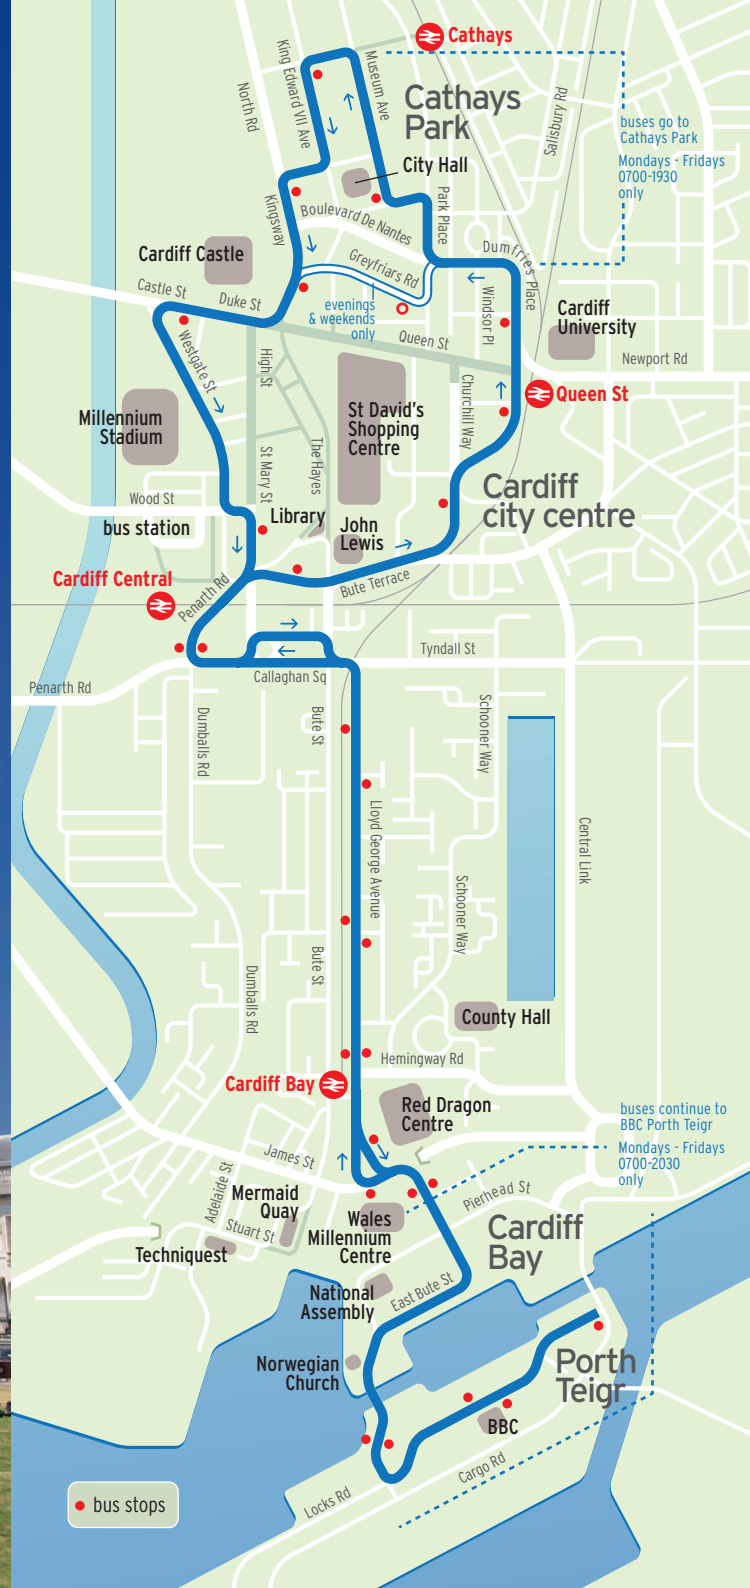 Cathays
King Edward VII Ave
Museum Ave
North Rd
Cathays
Park
Salisbury Rd
buses go to
Cathays Park
Mondays - Fridays
0700-1930
only
City Hall
Kingsway
Park Place
Boulevard De Nantes
Dumfries Place
Cardiff Castle
Greyfriars Rd
Castle St
Duke St
evenings
& weekends
only
Windsor Pl
Cardiff
University
Queen St
Newport Rd
Westgate St
High St
Churchill Way
Queen St
Millennium
Stadium
St David's
Shopping
Centre
The Hayes
St Mary St
Cardiff
city centre
Wood St
bus station
Library
John
Lewis
Cardiff Central
Penarth Rd
Bute Terrace
Tyndall St
Callaghan Sq
Penarth Rd
Dumballs Rd
Bute St
Schooner Way
Lloyd George Avenue
Central Link
Schooner Way
Bute St
Dumballs Rd
County Hall
Hemingway Rd
Cardiff Bay
Red Dragon
Centre
buses continue to
BBC Porth Teigr
Mondays - Fridays
0700-2030
only
James St
Adelaide St
Mermaid
Quay
Stuart St
Pierhead St
Wales
Millennium
Centre
Cardiff
Bay
Techniquest
National
Assembly
East Bute St
Norwegian
Church
Porth
Teigr
BBC
Cargo Rd
Locks Rd
bus stops